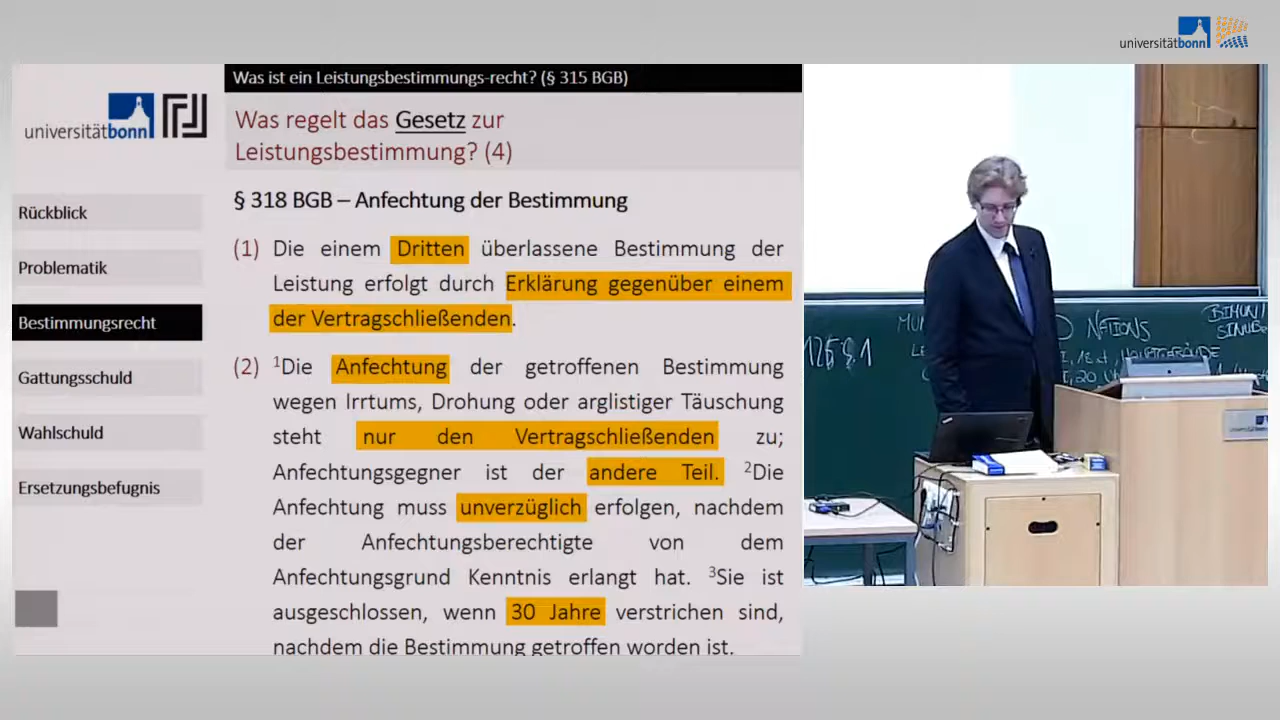 universitätbonn
Was ist ein Leistungsbestimmungs-recht? (§ 315 BGB)
universitätbonn
Was regelt das Gesetz zur
Leistungsbestimmung? (4)
Rückblick
Problematik
Bestimmungsrecht
Gattungsschuld
Wahlschuld
Ersetzungsbefugnis
§ 318 BGB – Anfechtung der Bestimmung
(1) Die einem Dritten überlassene Bestimmung der
Leistung erfolgt durch Erklärung gegenüber einem
der Vertragschließenden.
(2) ¹Die Anfechtung der getroffenen Bestimmung
wegen Irrtums, Drohung oder arglistiger Täuschung
steht nur den Vertragschließenden zu;
Anfechtungsgegner ist der andere Teil. ²Die
Anfechtung muss unverzüglich erfolgen, nachdem
der Anfechtungsberechtigte von dem
Anfechtungsgrund Kenntnis erlangt hat. ³Sie ist
ausgeschlossen, wenn 30 Jahre verstrichen sind,
nachdem die Bestimmung getroffen worden ist.
NATIONS